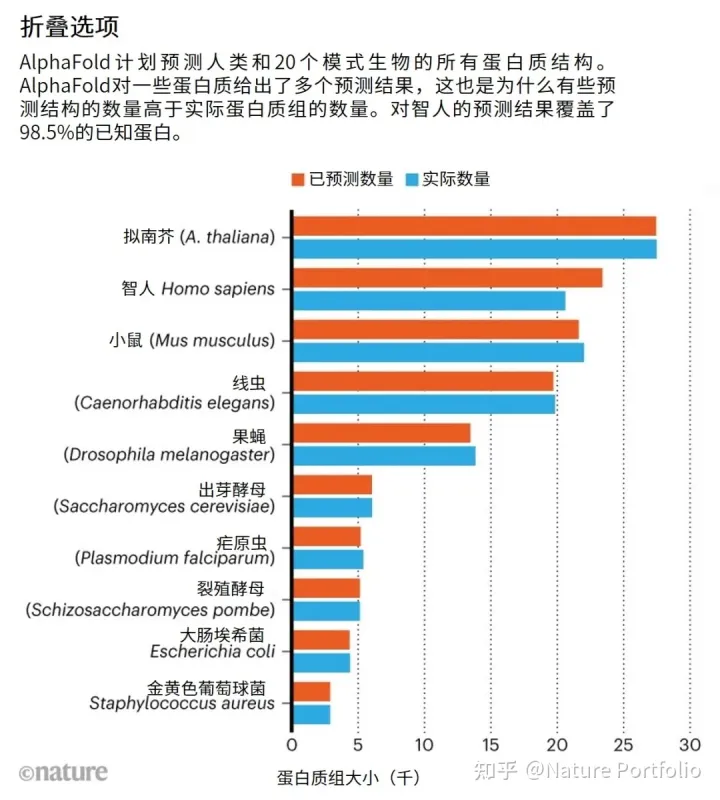 折叠选项
AlphaFold计划预测人类和20个模式生物的所有蛋白质结构。
AlphaFold对一些蛋白质给出了多个预测结果，这也是为什么有些预
测结构的数量高于实际蛋白质组的数量。对智人的预测结果覆盖了
98.5%的已知蛋白。
已预测数量 实际数量
拟南芥 (A. thaliana)
智人 Homo sapiens
小鼠 (Mus musculus)
线虫
(Caenorhabditis elegans)
果蝇
(Drosophila melanogaster)
出芽酵母
(Saccharomyces cerevisiae)
疟原虫
(Plasmodium falciparum)
裂殖酵母
(Schizosaccharomyces pombe)
大肠埃希菌
Escherichia coli
金黄色葡萄球菌
Staphylococcus aureus
0 5 10 15 20 25 30
蛋白质组大小（千）
©nature
知乎 @Nature Portfolio